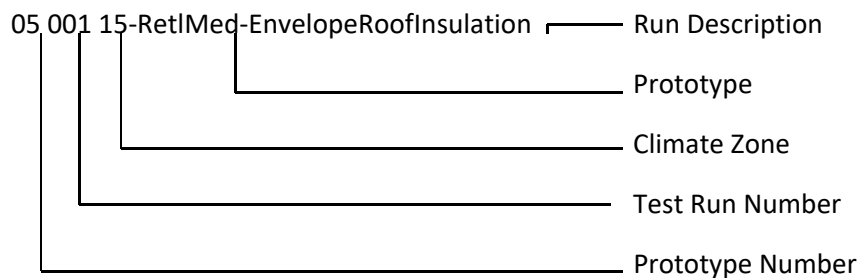 05 001 15-RetlMed-EnvelopeRoofInsulation Run Description
Prototype
Climate Zone
Test Run Number
Prototype Number